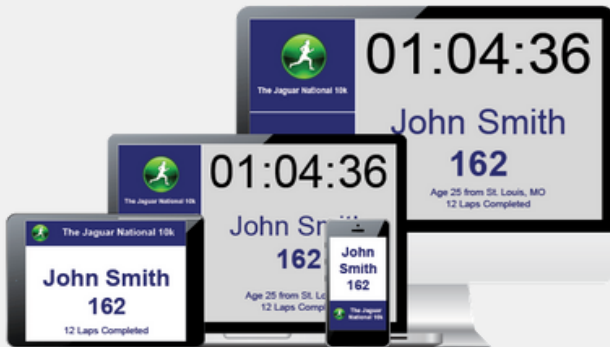 The Jaguar National 10k
01:04:36
John Smith
162
Age 25 from St. Louis, MO
12 Laps Completed
The Jaguar National 10k
01:04:36
John Sm
162
Age 25 from St. Lo
12 Laps Compl
The Jaguar National 10k
John Smith
162
12 Laps Completed
John
Smith
162
The Jaguar
National 10k